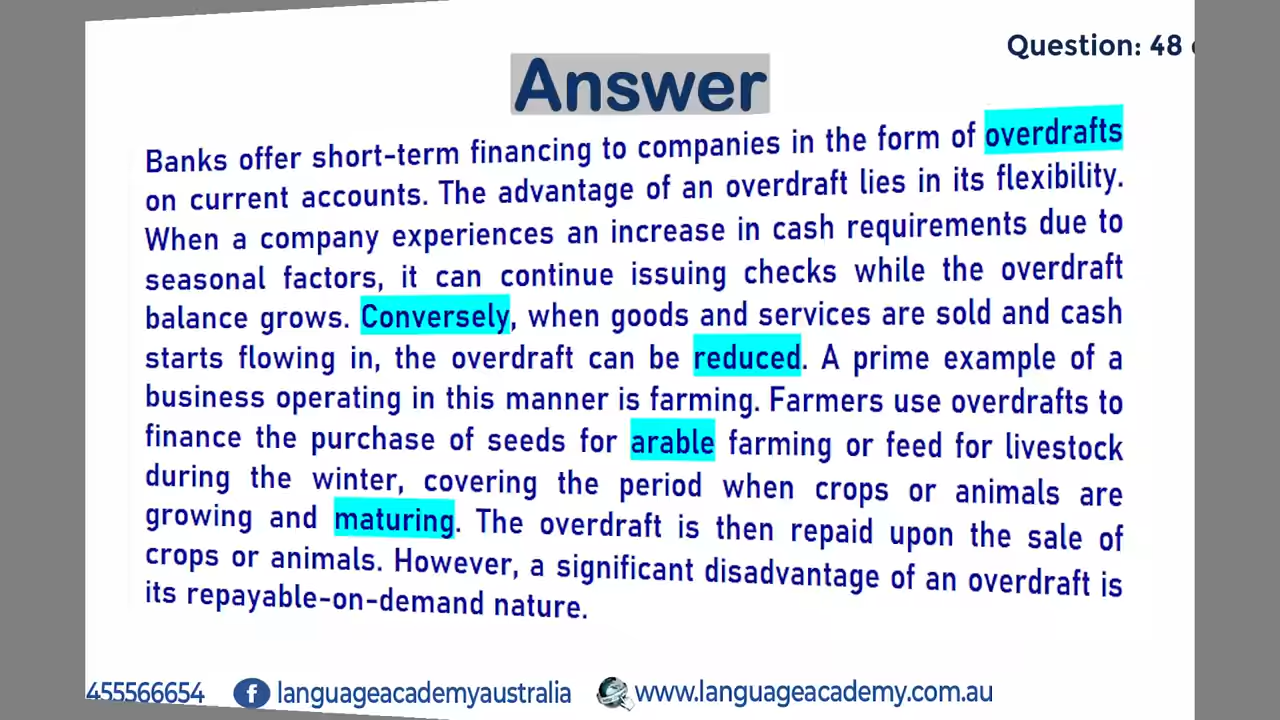 Question: 48
Answer
Banks offer short-term financing to companies in the form of overdrafts
on current accounts. The advantage of an overdraft lies in its flexibility.
When a company experiences an increase in cash requirements due to
seasonal factors, it can continue issuing checks while the overdraft
balance grows. Conversely, when goods and services are sold and cash
starts flowing in, the overdraft can be reduced. A prime example of a
business operating in this manner is farming. Farmers use overdrafts to
finance the purchase of seeds for arable farming or feed for livestock
during the winter, covering the period when crops or animals are
growing and maturing. The overdraft is then repaid upon the sale of
crops or animals. However, a significant disadvantage of an overdraft is
its repayable-on-demand nature.
455566654 languageacademyaustralia www.languageacademy.com.au